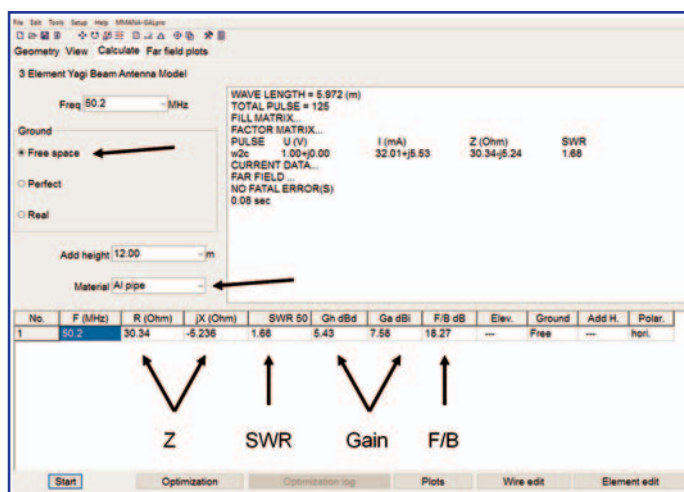 File Edit Tools Setup Help MMANA-GALpro
Geometry View Calculate Far field plots
3 Element Yagi Beam Antenna Model
Freq 50.2 MHz
Ground
Free space
Perfect
Real
Add height 12.00 m
Material Al pipe
WAVE LENGTH = 5.972 (m)
TOTAL PULSE = 125
FILL MATRIX...
FACTOR MATRIX...
PULSE U (V) I (mA) Z (Ohm) SWR
w2c 1.00+j0.00 32.01+j5.53 30.34-j5.24 1.68
CURRENT DATA...
FAR FIELD ...
NO FATAL ERROR(S)
0.08 sec
No. F (MHz) R (Ohm) jX (Ohm) SWR 50 Gh dBd Ga dBi F/B dB Elev. Ground Add H. Polar.
1 50.2 30.34 -5.236 1.68 5.43 7.58 18.27 --- Free --- hori.
Z SWR Gain F/B
Start Optimization Optimization log Plots Wire edit Element edit